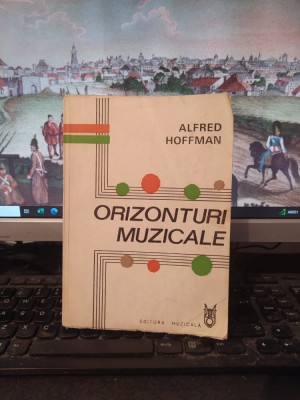 ALFRED
HOFFMAN
ORIZONTURI
MUZICALE
EDITURA MUZICALĂ